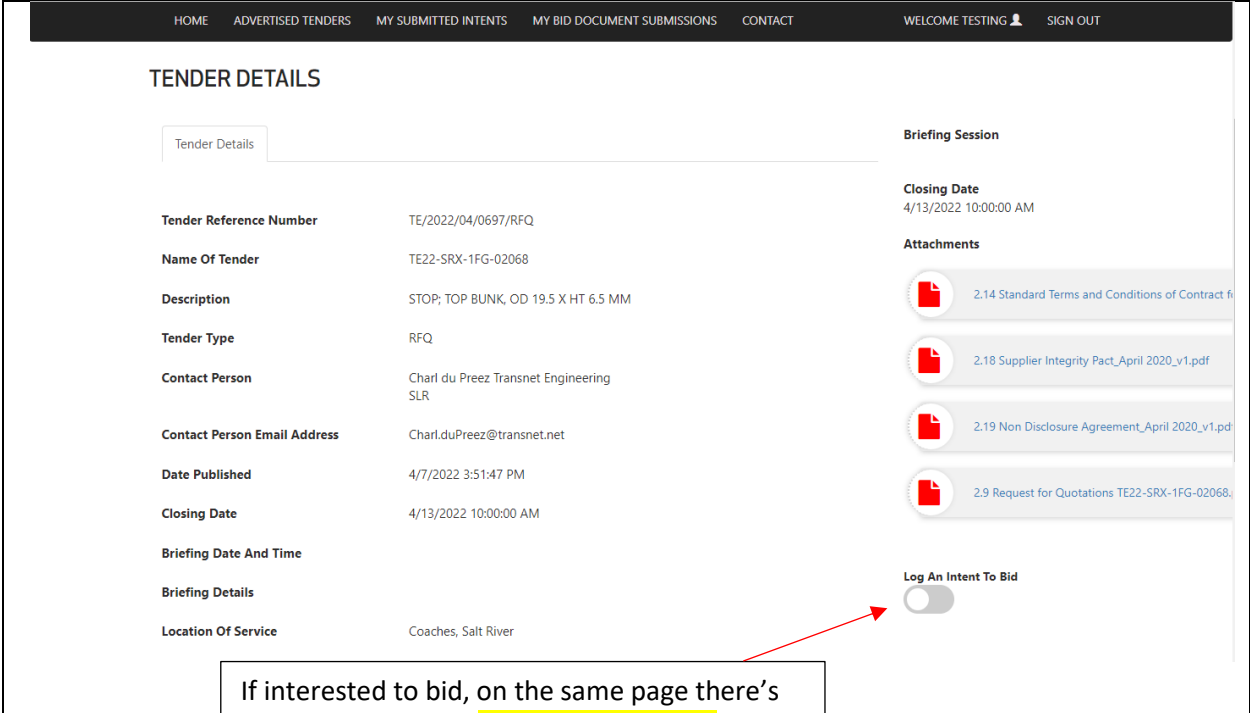 HOME ADVERTISED TENDERS MY SUBMITTED INTENTS MY BID DOCUMENT SUBMISSIONS CONTACT WELCOME TESTING SIGN OUT
TENDER DETAILS
Tender Details
Tender Reference Number TE/2022/04/0697/RFQ
Name Of Tender TE22-SRX-1FG-02068
Description STOP; TOP BUNK, OD 19.5 X HT 6.5 MM
Tender Type RFQ
Contact Person Charl du Preez Transnet Engineering
SLR
Contact Person Email Address Charl.duPreez@transnet.net
Date Published 4/7/2022 3:51:47 PM
Closing Date 4/13/2022 10:00:00 AM
Briefing Date And Time
Briefing Details
Location Of Service Coaches, Salt River
Briefing Session
Closing Date
4/13/2022 10:00:00 AM
Attachments
2.14 Standard Terms and Conditions of Contract
2.18 Supplier Integrity Pact_April 2020_v1.pdf
2.19 Non Disclosure Agreement_April 2020_v1.pd
2.9 Request for Quotations TE22-SRX-1FG-02068.
Log An Intent To Bid
If interested to bid, on the same page there's